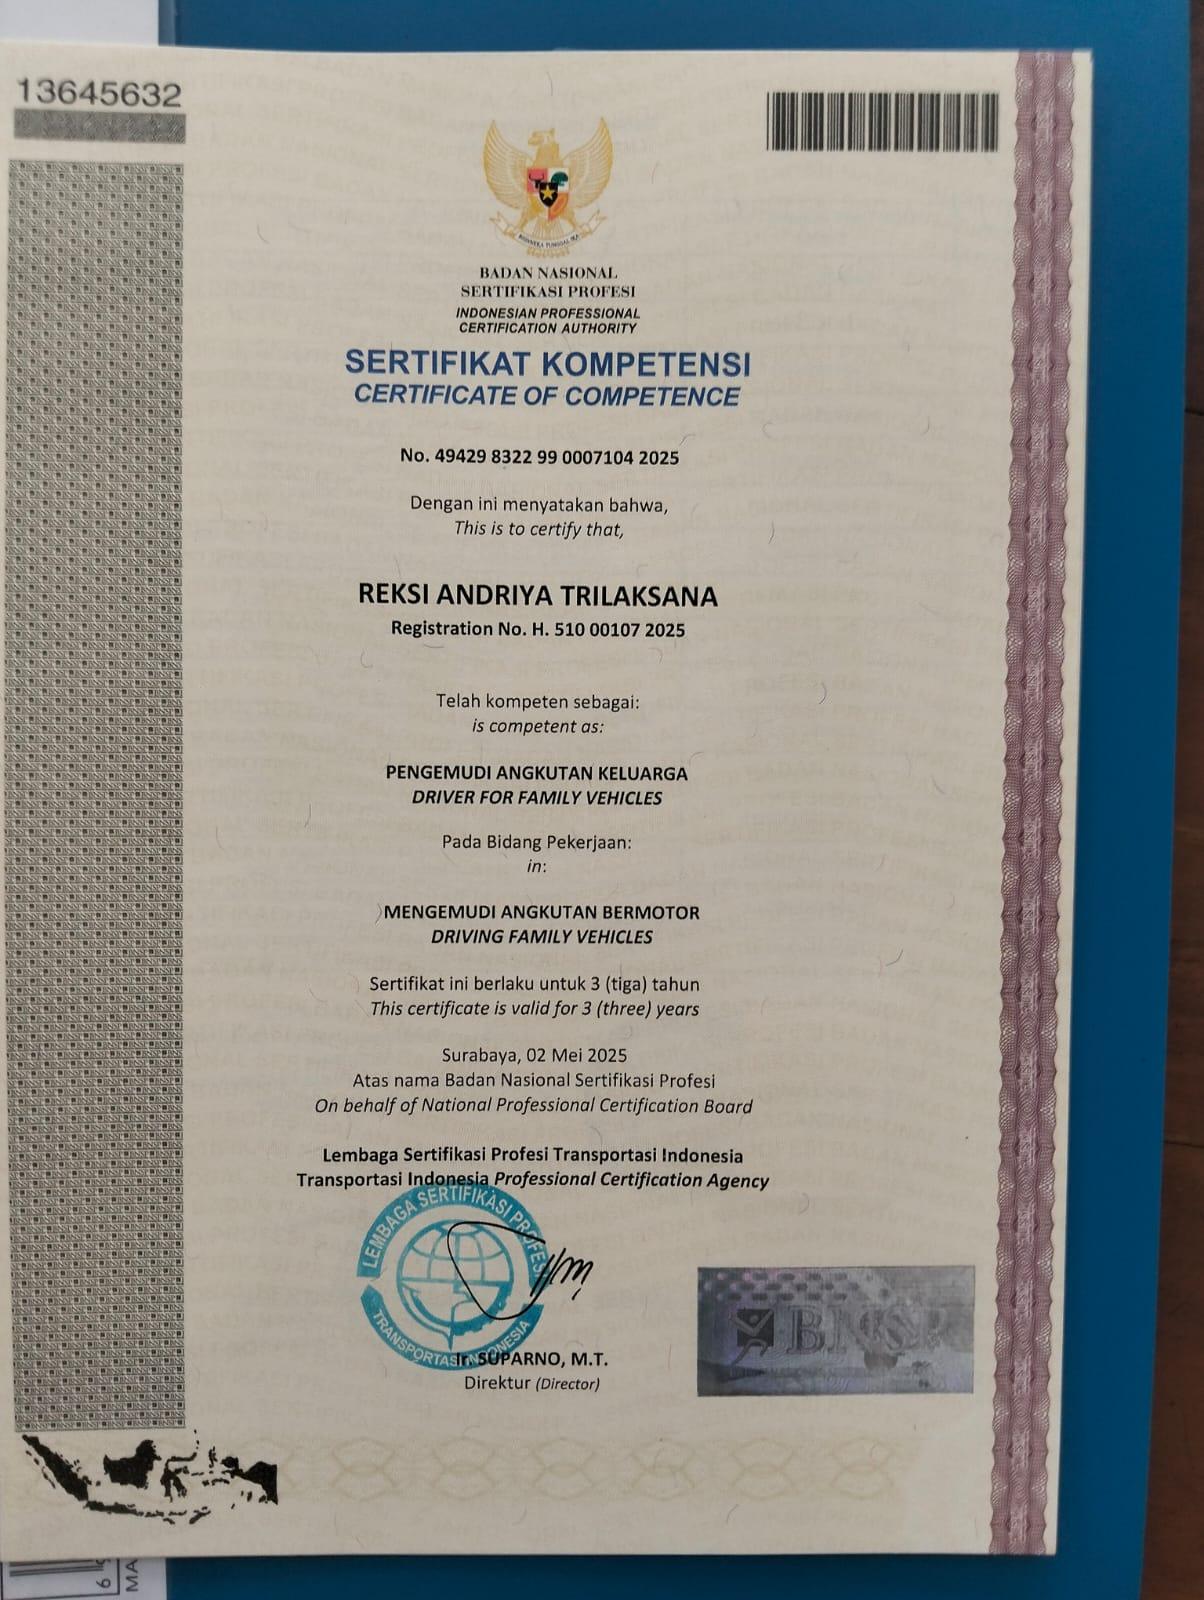 13645632
BHINNEKA TUNGGAL IKA
BADAN NASIONAL
SERTIFIKASI PROFESI
INDONESIAN PROFESSIONAL
CERTIFICATION AUTHORITY
SERTIFIKAT KOMPETENSI
CERTIFICATE OF COMPETENCE
No. 49429 8322 99 0007104 2025
Dengan ini menyatakan bahwa,
This is to certify that,
REKSI ANDRIYA TRILAKSANA
Registration No. H. 510 00107 2025
Telah kompeten sebagai:
is competent as:
PENGEMUDI ANGKUTAN KELUARGA
DRIVER FOR FAMILY VEHICLES
Pada Bidang Pekerjaan:
in:
MENGEMUDI ANGKUTAN BERMOTOR
DRIVING FAMILY VEHICLES
Sertifikat ini berlaku untuk 3 (tiga) tahun
This certificate is valid for 3 (three) years
Surabaya, 02 Mei 2025
Atas nama Badan Nasional Sertifikasi Profesi
On behalf of National Professional Certification Board
Lembaga Sertifikasi Profesi Transportasi Indonesia
Transportasi Indonesia Professional Certification Agency
LEMBAGA SERTIFIKASI PROFESI
TRANSPORTASI INDONESIA
Ir. SUPARNO, M.T.
Direktur (Director)
BNSP
6
MA